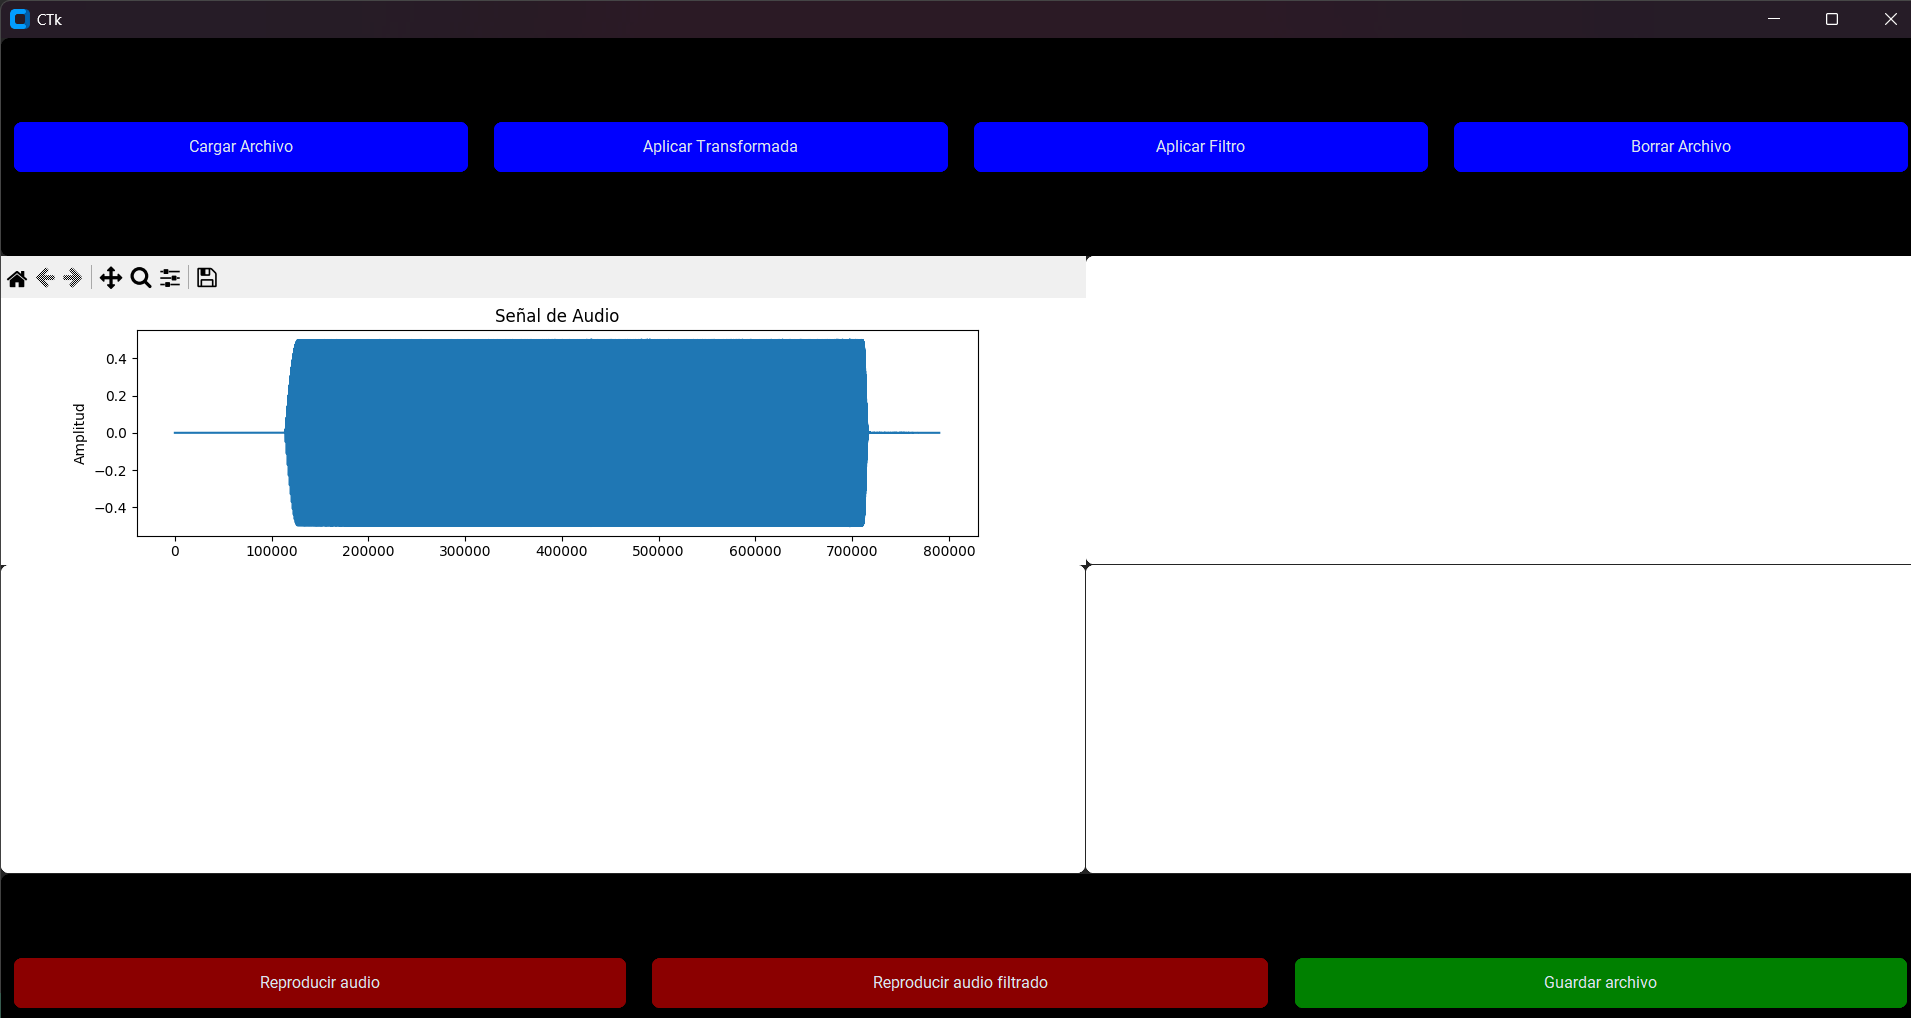 CTk
Cargar Archivo
Aplicar Transformada
Aplicar Filtro
Borrar Archivo
Señal de Audio
Amplitud
0.4
0.2
0.0
−0.2
−0.4
0 100000 200000 300000 400000 500000 600000 700000 800000
Reproducir audio
Reproducir audio filtrado
Guardar archivo